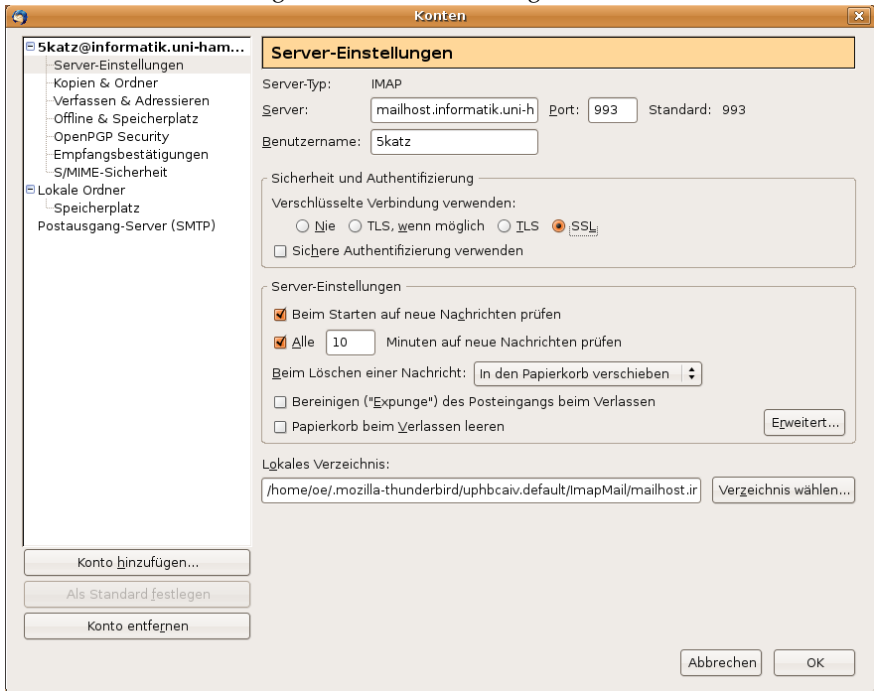 Konten
5katz@informatik.uni-ham...
Server-Einstellungen
Kopien & Ordner
Verfassen & Adressieren
Offline & Speicherplatz
OpenPGP Security
Empfangsbestätigungen
S/MIME-Sicherheit
Lokale Ordner
Speicherplatz
Postausgang-Server (SMTP)
Konto hinzufügen...
Als Standard festlegen
Konto entfernen
Server-Einstellungen
Server-Typ: IMAP
Server: mailhost.informatik.uni-h Port: 993 Standard: 993
Benutzername: 5katz
Sicherheit und Authentifizierung
Verschlüsselte Verbindung verwenden:
Nie TLS, wenn möglich TLS SSL
Sichere Authentifizierung verwenden
Server-Einstellungen
Beim Starten auf neue Nachrichten prüfen
Alle 10 Minuten auf neue Nachrichten prüfen
Beim Löschen einer Nachricht: In den Papierkorb verschieben
Bereinigen ("Expunge") des Posteingangs beim Verlassen
Papierkorb beim Verlassen leeren
Erweitert...
Lokales Verzeichnis:
/home/oe/.mozilla-thunderbird/uphbcaiv.default/ImapMail/mailhost.ir Verzeichnis wählen...
Abbrechen OK